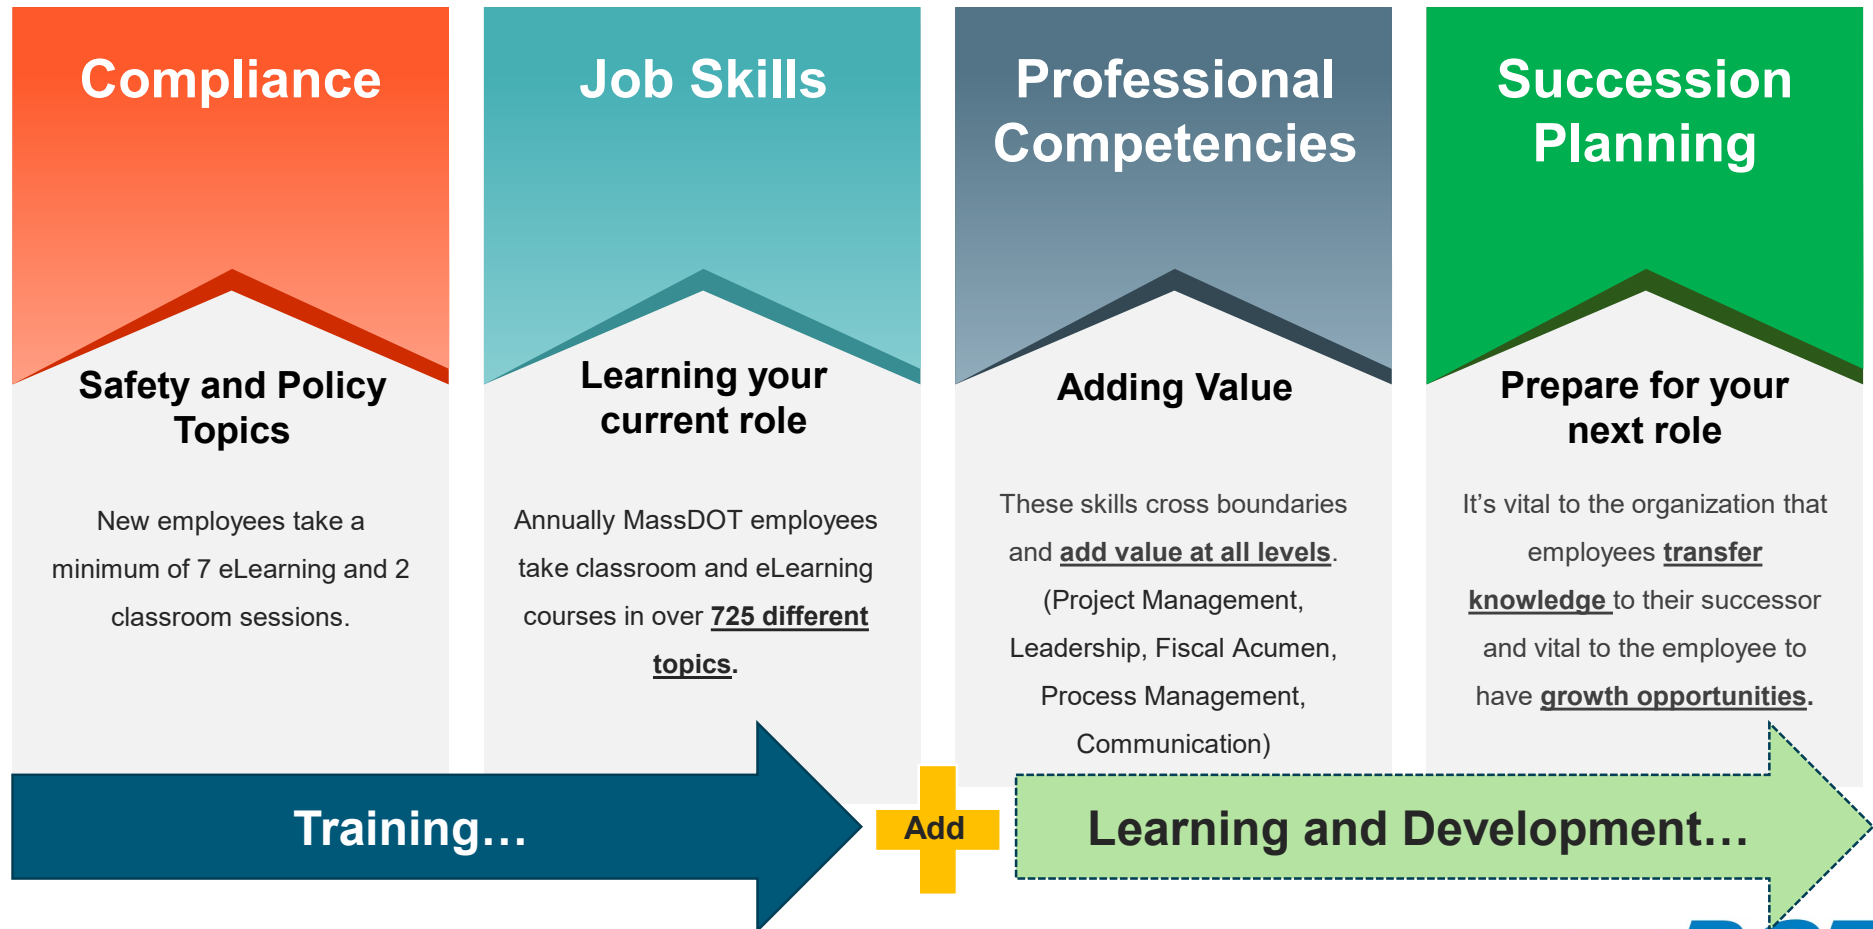 Compliance
Safety and Policy
Topics
New employees take a
minimum of 7 eLearning and 2
classroom sessions.
Job Skills
Learning your
current role
Annually MassDOT employees
take classroom and eLearning
courses in over 725 different
topics.
Professional
Competencies
Adding Value
These skills cross boundaries
and add value at all levels.
(Project Management,
Leadership, Fiscal Acumen,
Process Management,
Communication)
Succession
Planning
Prepare for your
next role
It’s vital to the organization that
employees transfer
knowledge to their successor
and vital to the employee to
have growth opportunities.
Training…
Add
Learning and Development…